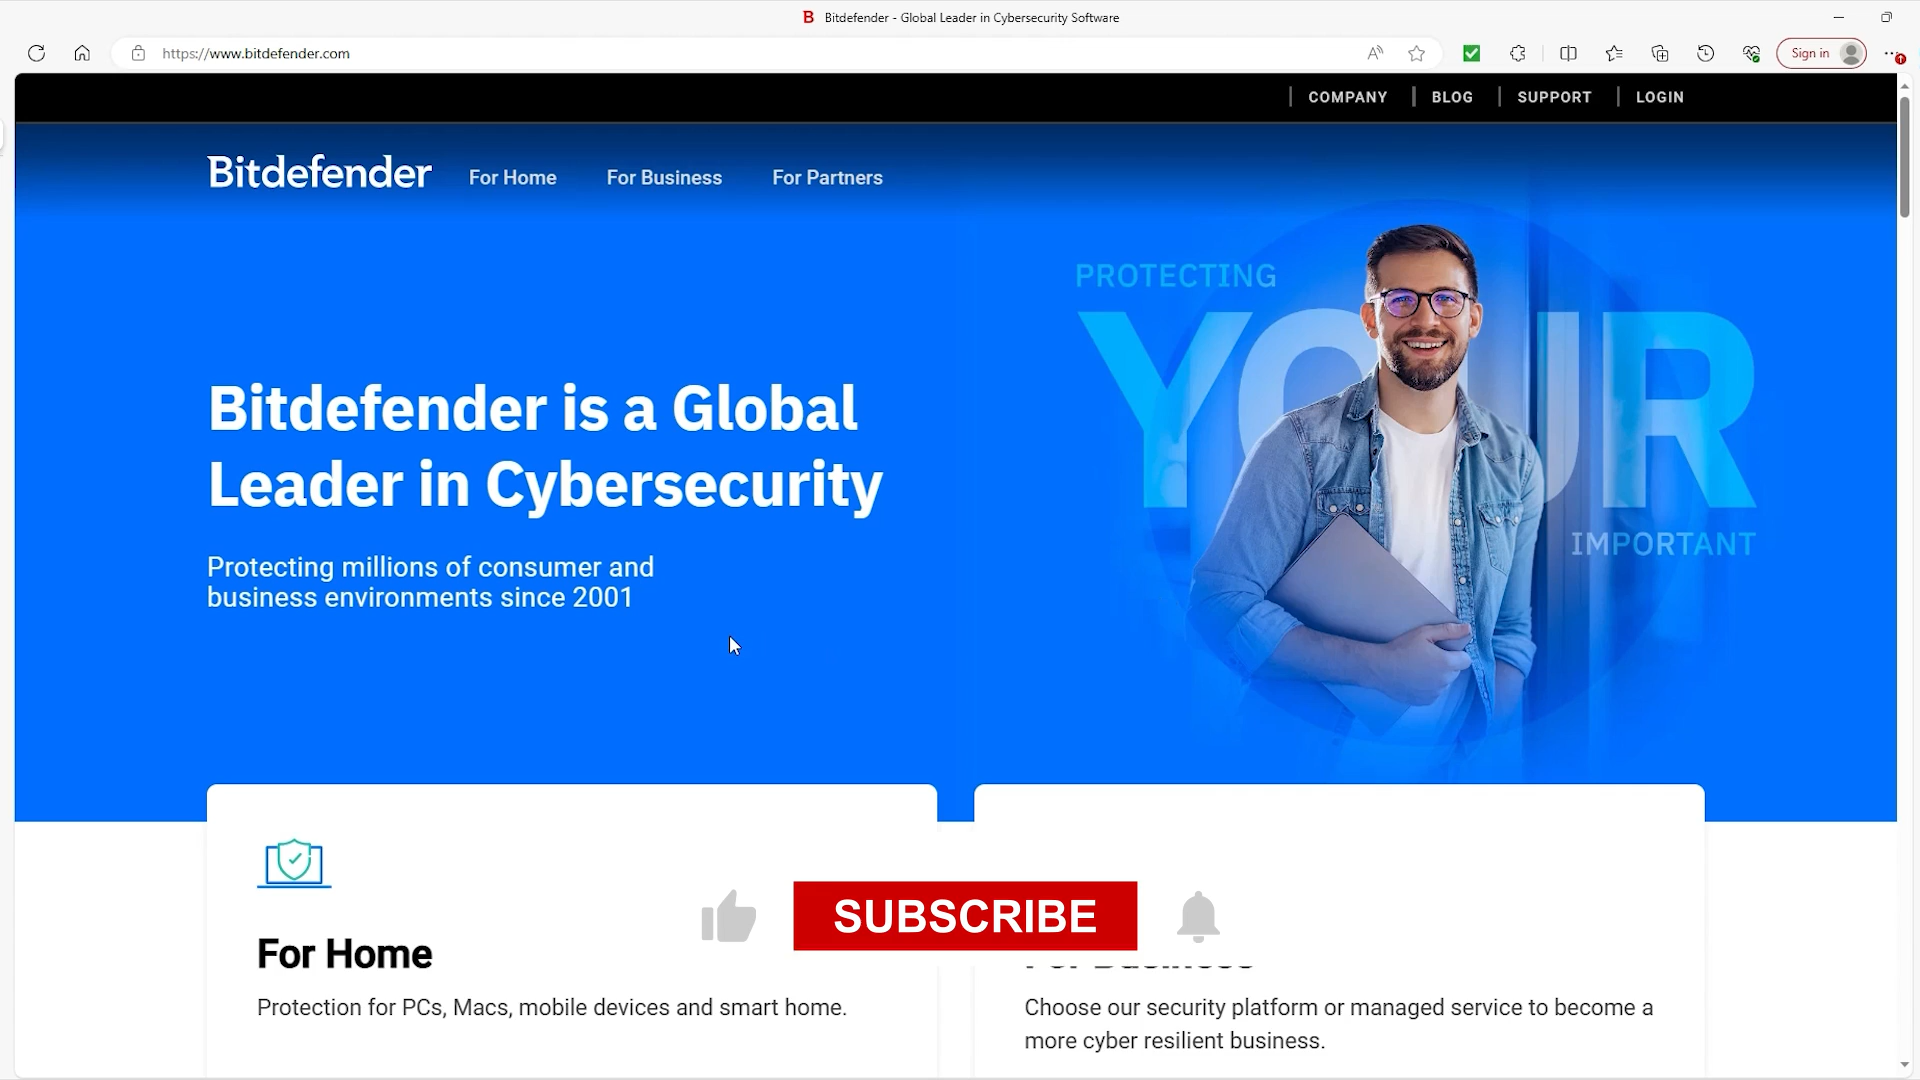 Bitdefender - Global Leader in Cybersecurity Software
https://www.bitdefender.com
Sign in
COMPANY
BLOG
SUPPORT
LOGIN
Bitdefender
For Home
For Business
For Partners
PROTECTING
YOUR
IMPORTANT
Bitdefender is a Global
Leader in Cybersecurity
Protecting millions of consumer and
business environments since 2001
SUBSCRIBE
For Home
Protection for PCs, Macs, mobile devices and smart home.
Choose our security platform or managed service to become a
more cyber resilient business.